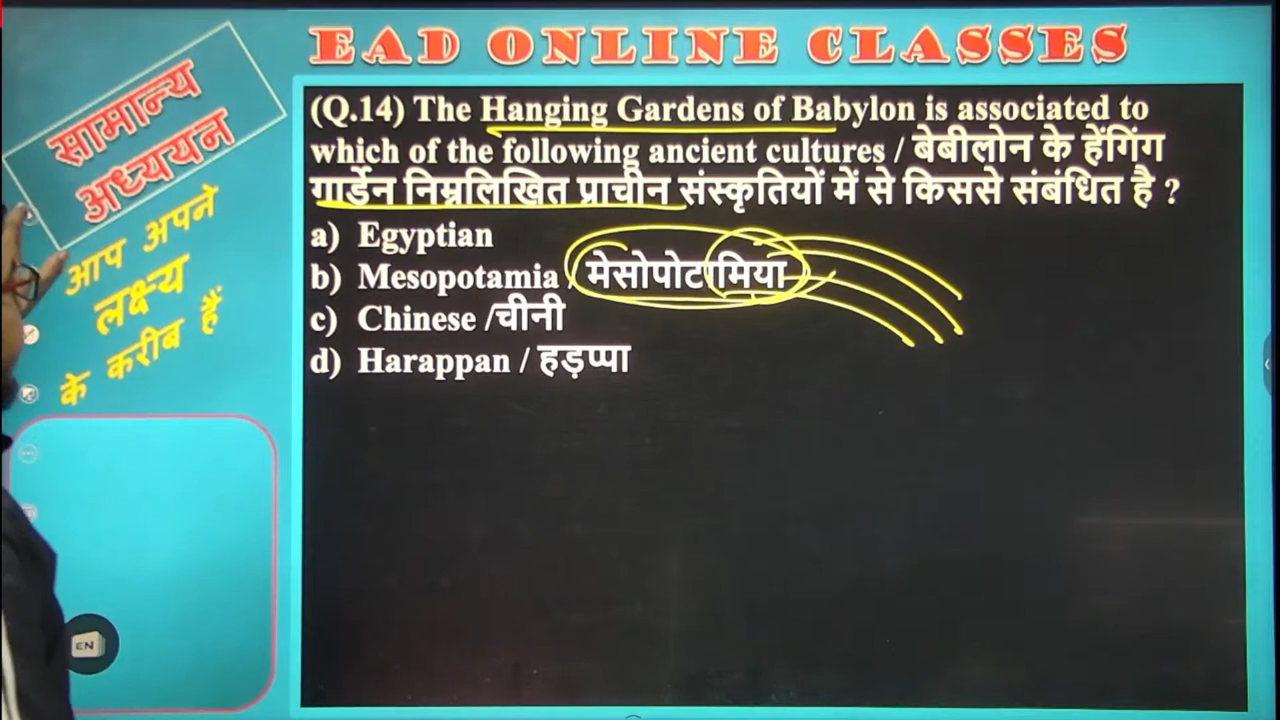 EAD ONLINE CLASSES
सामान्य
अध्ययन
आप अपने
लक्ष्य
के करीब हैं
(Q.14) The Hanging Gardens of Babylon is associated to
which of the following ancient cultures / बेबीलोन के हेंगिंग
गार्डेन निम्नलिखित प्राचीन संस्कृतियों में से किससे संबंधित है ?
a) Egyptian
b) Mesopotamia / मेसोपोटामिया
c) Chinese /चीनी
d) Harappan / हड़प्पा
EN